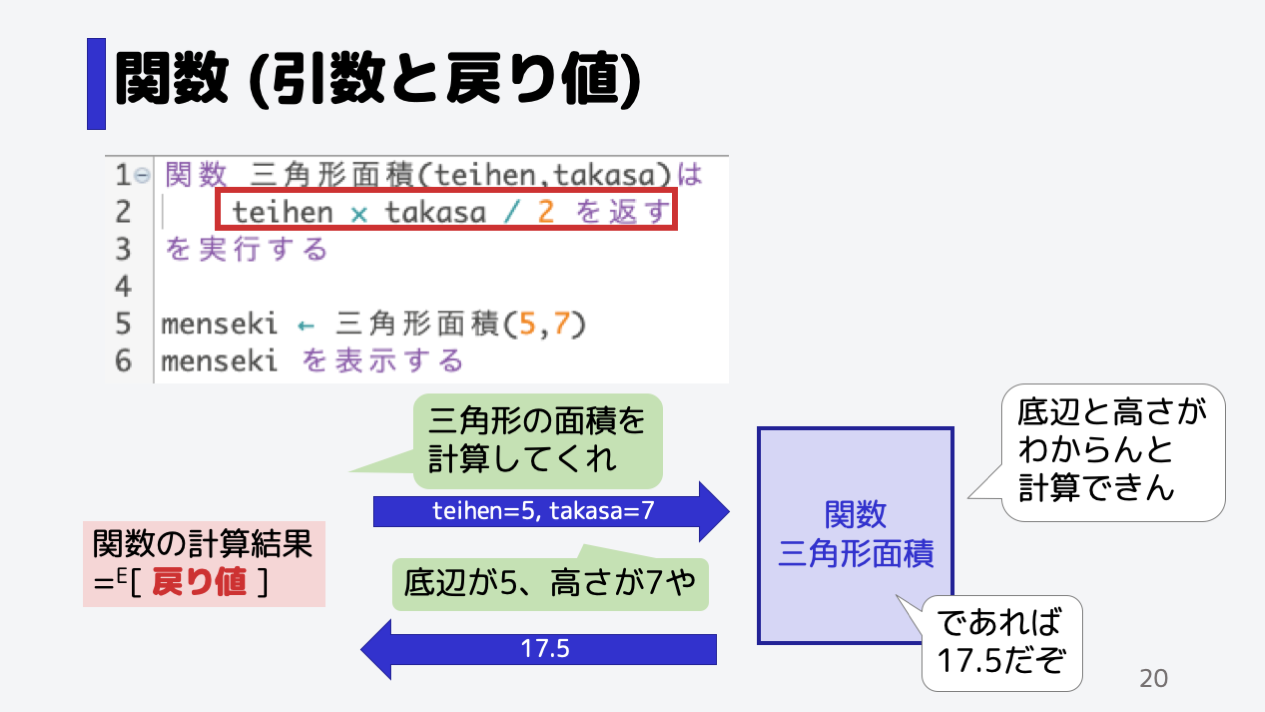 関数 (引数と戻り値)
1 関数 三角形面積(teihen,takasa)は
2 teihen × takasa / 2 を返す
3 を実行する
4
5 menseki ← 三角形面積(5,7)
6 menseki を表示する
三角形の面積を
計算してくれ
teihen=5, takasa=7
底辺と高さが
わからんと
計算できん
関数
三角形面積
関数の計算結果
=E[ 戻り値 ]
底辺が5、高さが7や
17.5
であれば
17.5だぞ
20